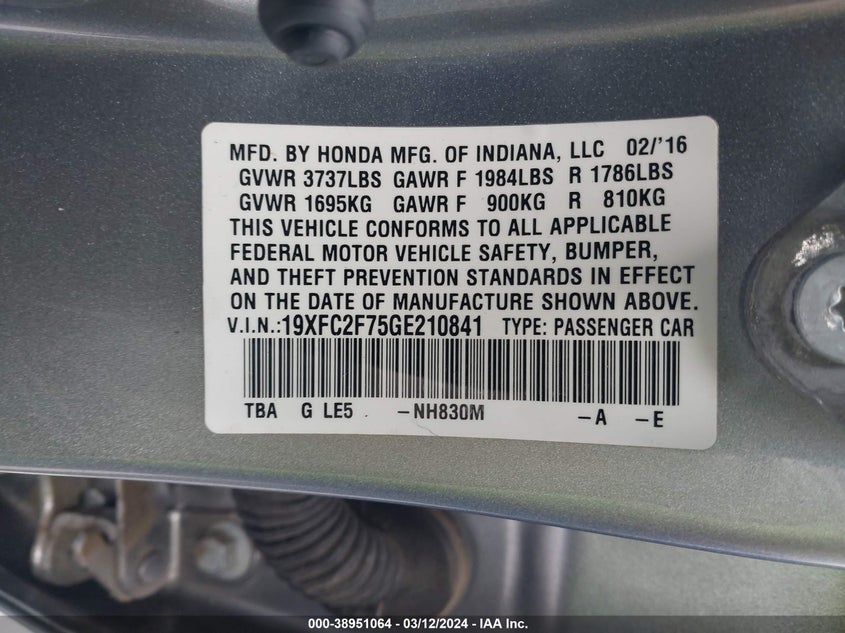 MFD. BY HONDA MFG. OF INDIANA, LLC 02/'16
GVWR 3737LBS GAWR F 1984LBS R 1786LBS
GVWR 1695KG GAWR F 900KG R 810KG
THIS VEHICLE CONFORMS TO ALL APPLICABLE
FEDERAL MOTOR VEHICLE SAFETY, BUMPER,
AND THEFT PREVENTION STANDARDS IN EFFECT
ON THE DATE OF MANUFACTURE SHOWN ABOVE.
V.I.N.:19XFC2F75GE210841 TYPE: PASSENGER CAR
TBA G LE5 –NH830M –A –E
000-38951064 - 03/12/2024 - IAA Inc.